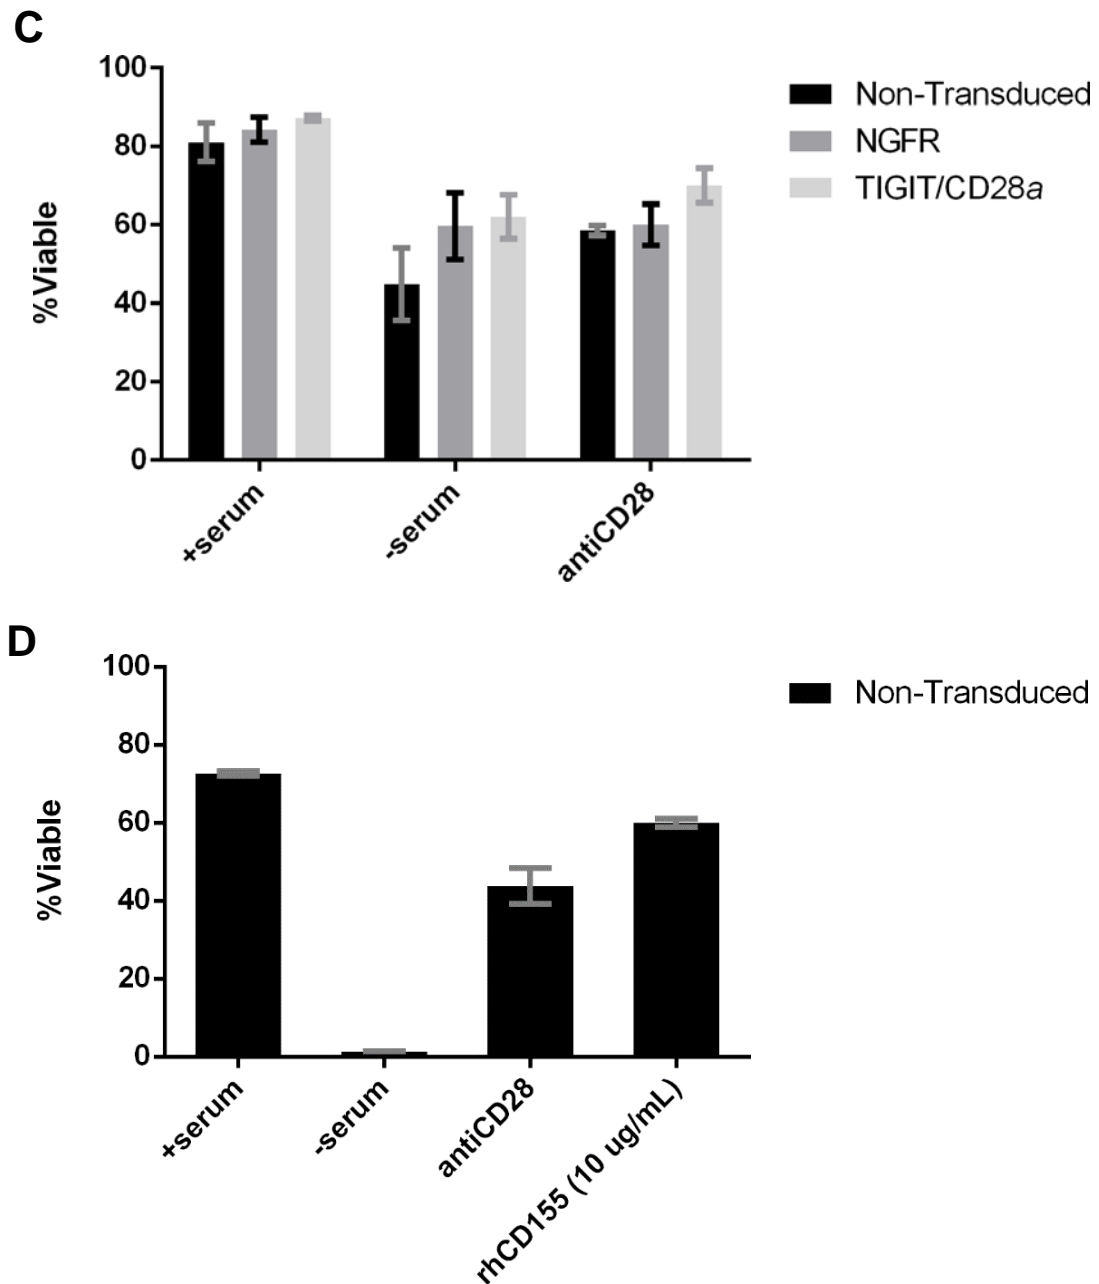 C
100
80
60
40
20
0
%Viable
+serum
-serum
antiCD28
Non-Transduced
NGFR
TIGIT/CD28a
D
100
80
60
40
20
0
%Viable
+serum
-serum
antiCD28
rhCD155 (10 ug/mL)
Non-Transduced